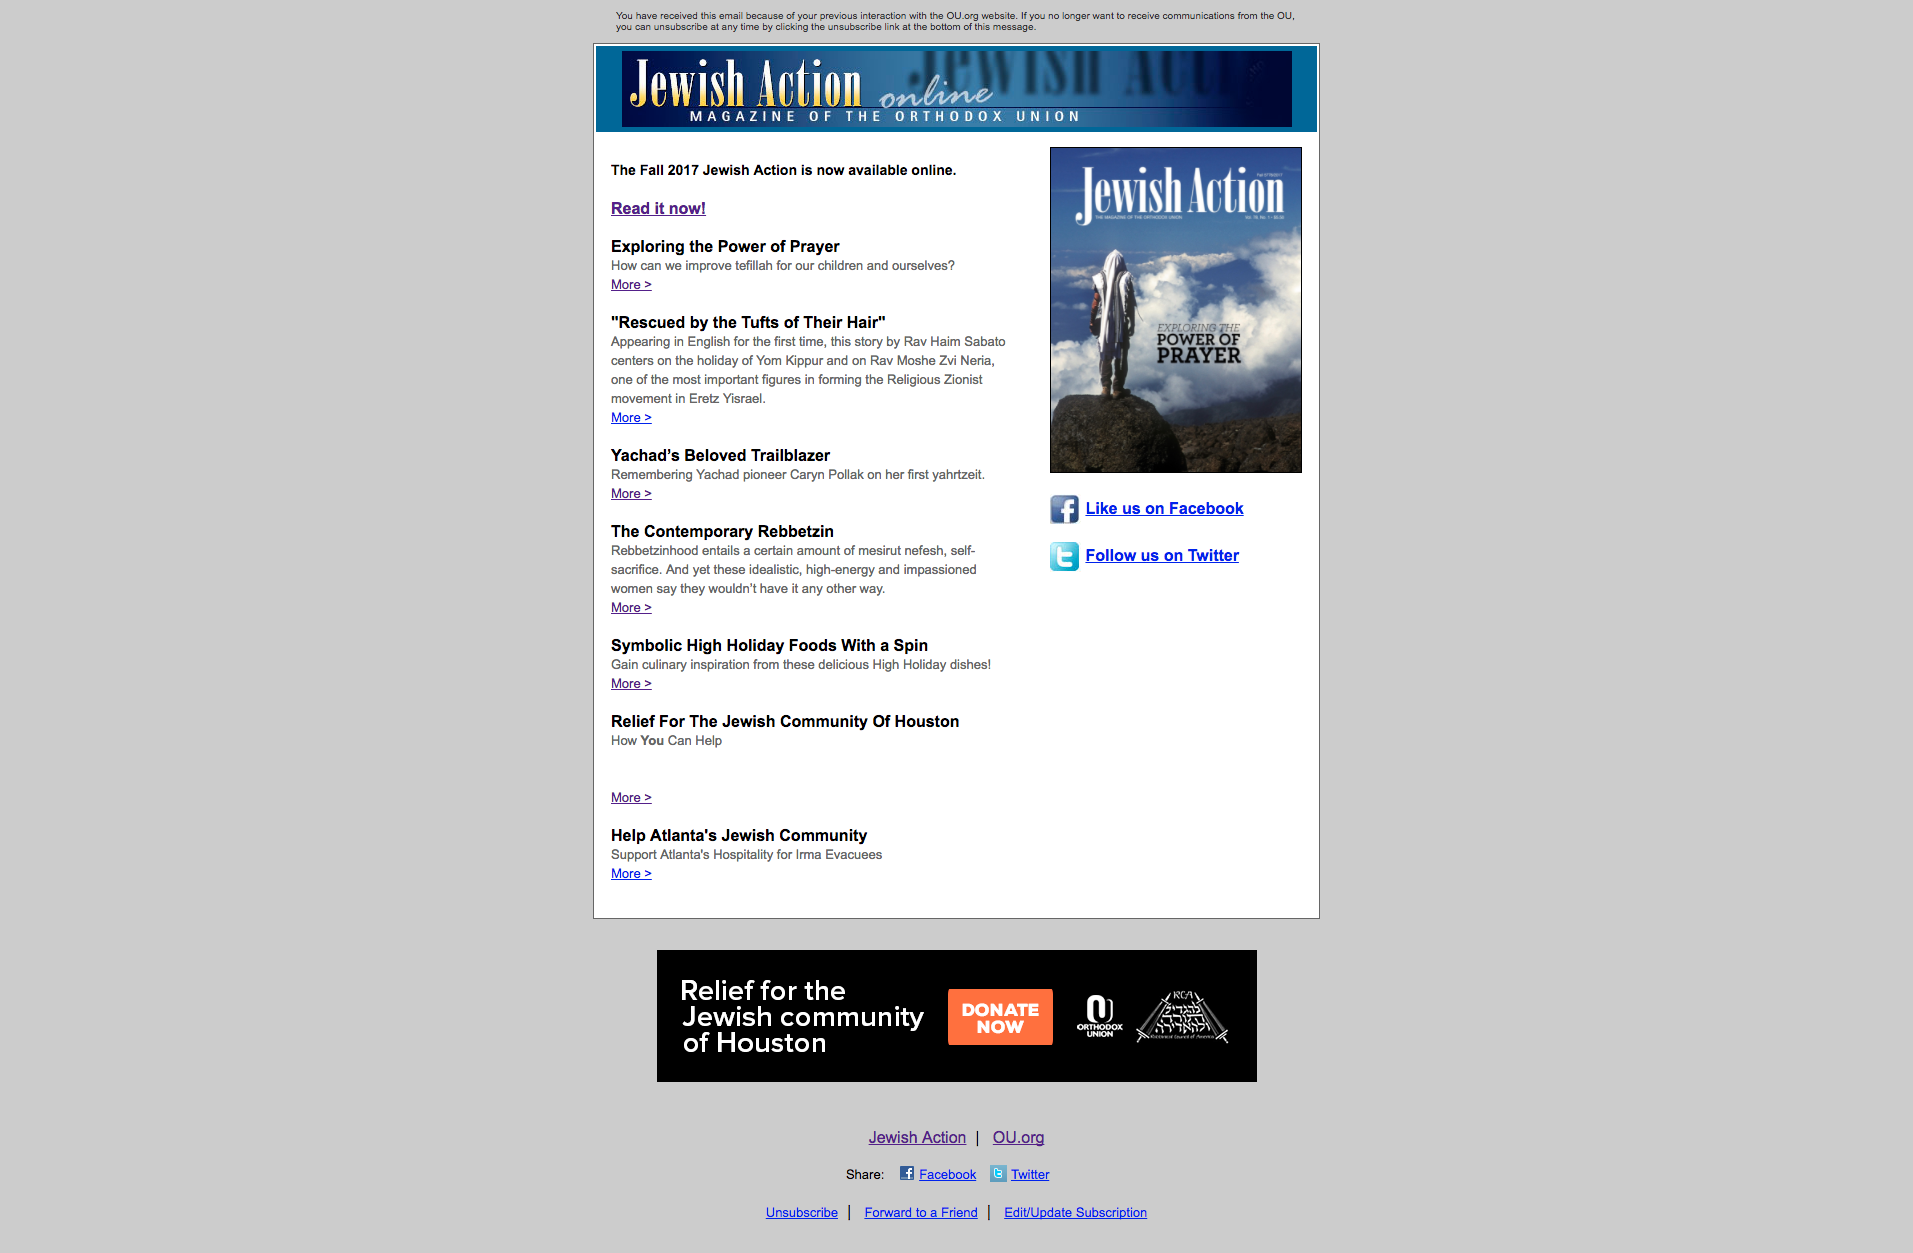 You have received this email because of your previous interaction with the OU.org website. If you no longer want to receive communications from the OU,
you can unsubscribe at any time by clicking the unsubscribe link at the bottom of this message.
Jewish Action online
MAGAZINE OF THE ORTHODOX UNION
The Fall 2017 Jewish Action is now available online.
Read it now!
Exploring the Power of Prayer
How can we improve tefillah for our children and ourselves?
More >
"Rescued by the Tufts of Their Hair"
Appearing in English for the first time, this story by Rav Haim Sabato
centers on the holiday of Yom Kippur and on Rav Moshe Zvi Neria,
one of the most important figures in forming the Religious Zionist
movement in Eretz Yisrael.
More >
Yachad’s Beloved Trailblazer
Remembering Yachad pioneer Caryn Pollak on her first yahrtzeit.
More >
The Contemporary Rebbetzin
Rebbetzinhood entails a certain amount of mesirut nefesh, self-
sacrifice. And yet these idealistic, high-energy and impassioned
women say they wouldn’t have it any other way.
More >
Symbolic High Holiday Foods With a Spin
Gain culinary inspiration from these delicious High Holiday dishes!
More >
Relief For The Jewish Community Of Houston
How You Can Help
More >
Help Atlanta's Jewish Community
Support Atlanta's Hospitality for Irma Evacuees
More >
Jewish Action
THE MAGAZINE OF THE ORTHODOX UNION
EXPLORING THE
POWER OF
PRAYER
Like us on Facebook
Follow us on Twitter
Relief for the
Jewish community
of Houston
DONATE
NOW
ORTHODOX
UNION
RCA
להגדיל
תורה
ולהאדירה
Rabbinical Council of America
Jewish Action | OU.org
Share: Facebook Twitter
Unsubscribe | Forward to a Friend | Edit/Update Subscription